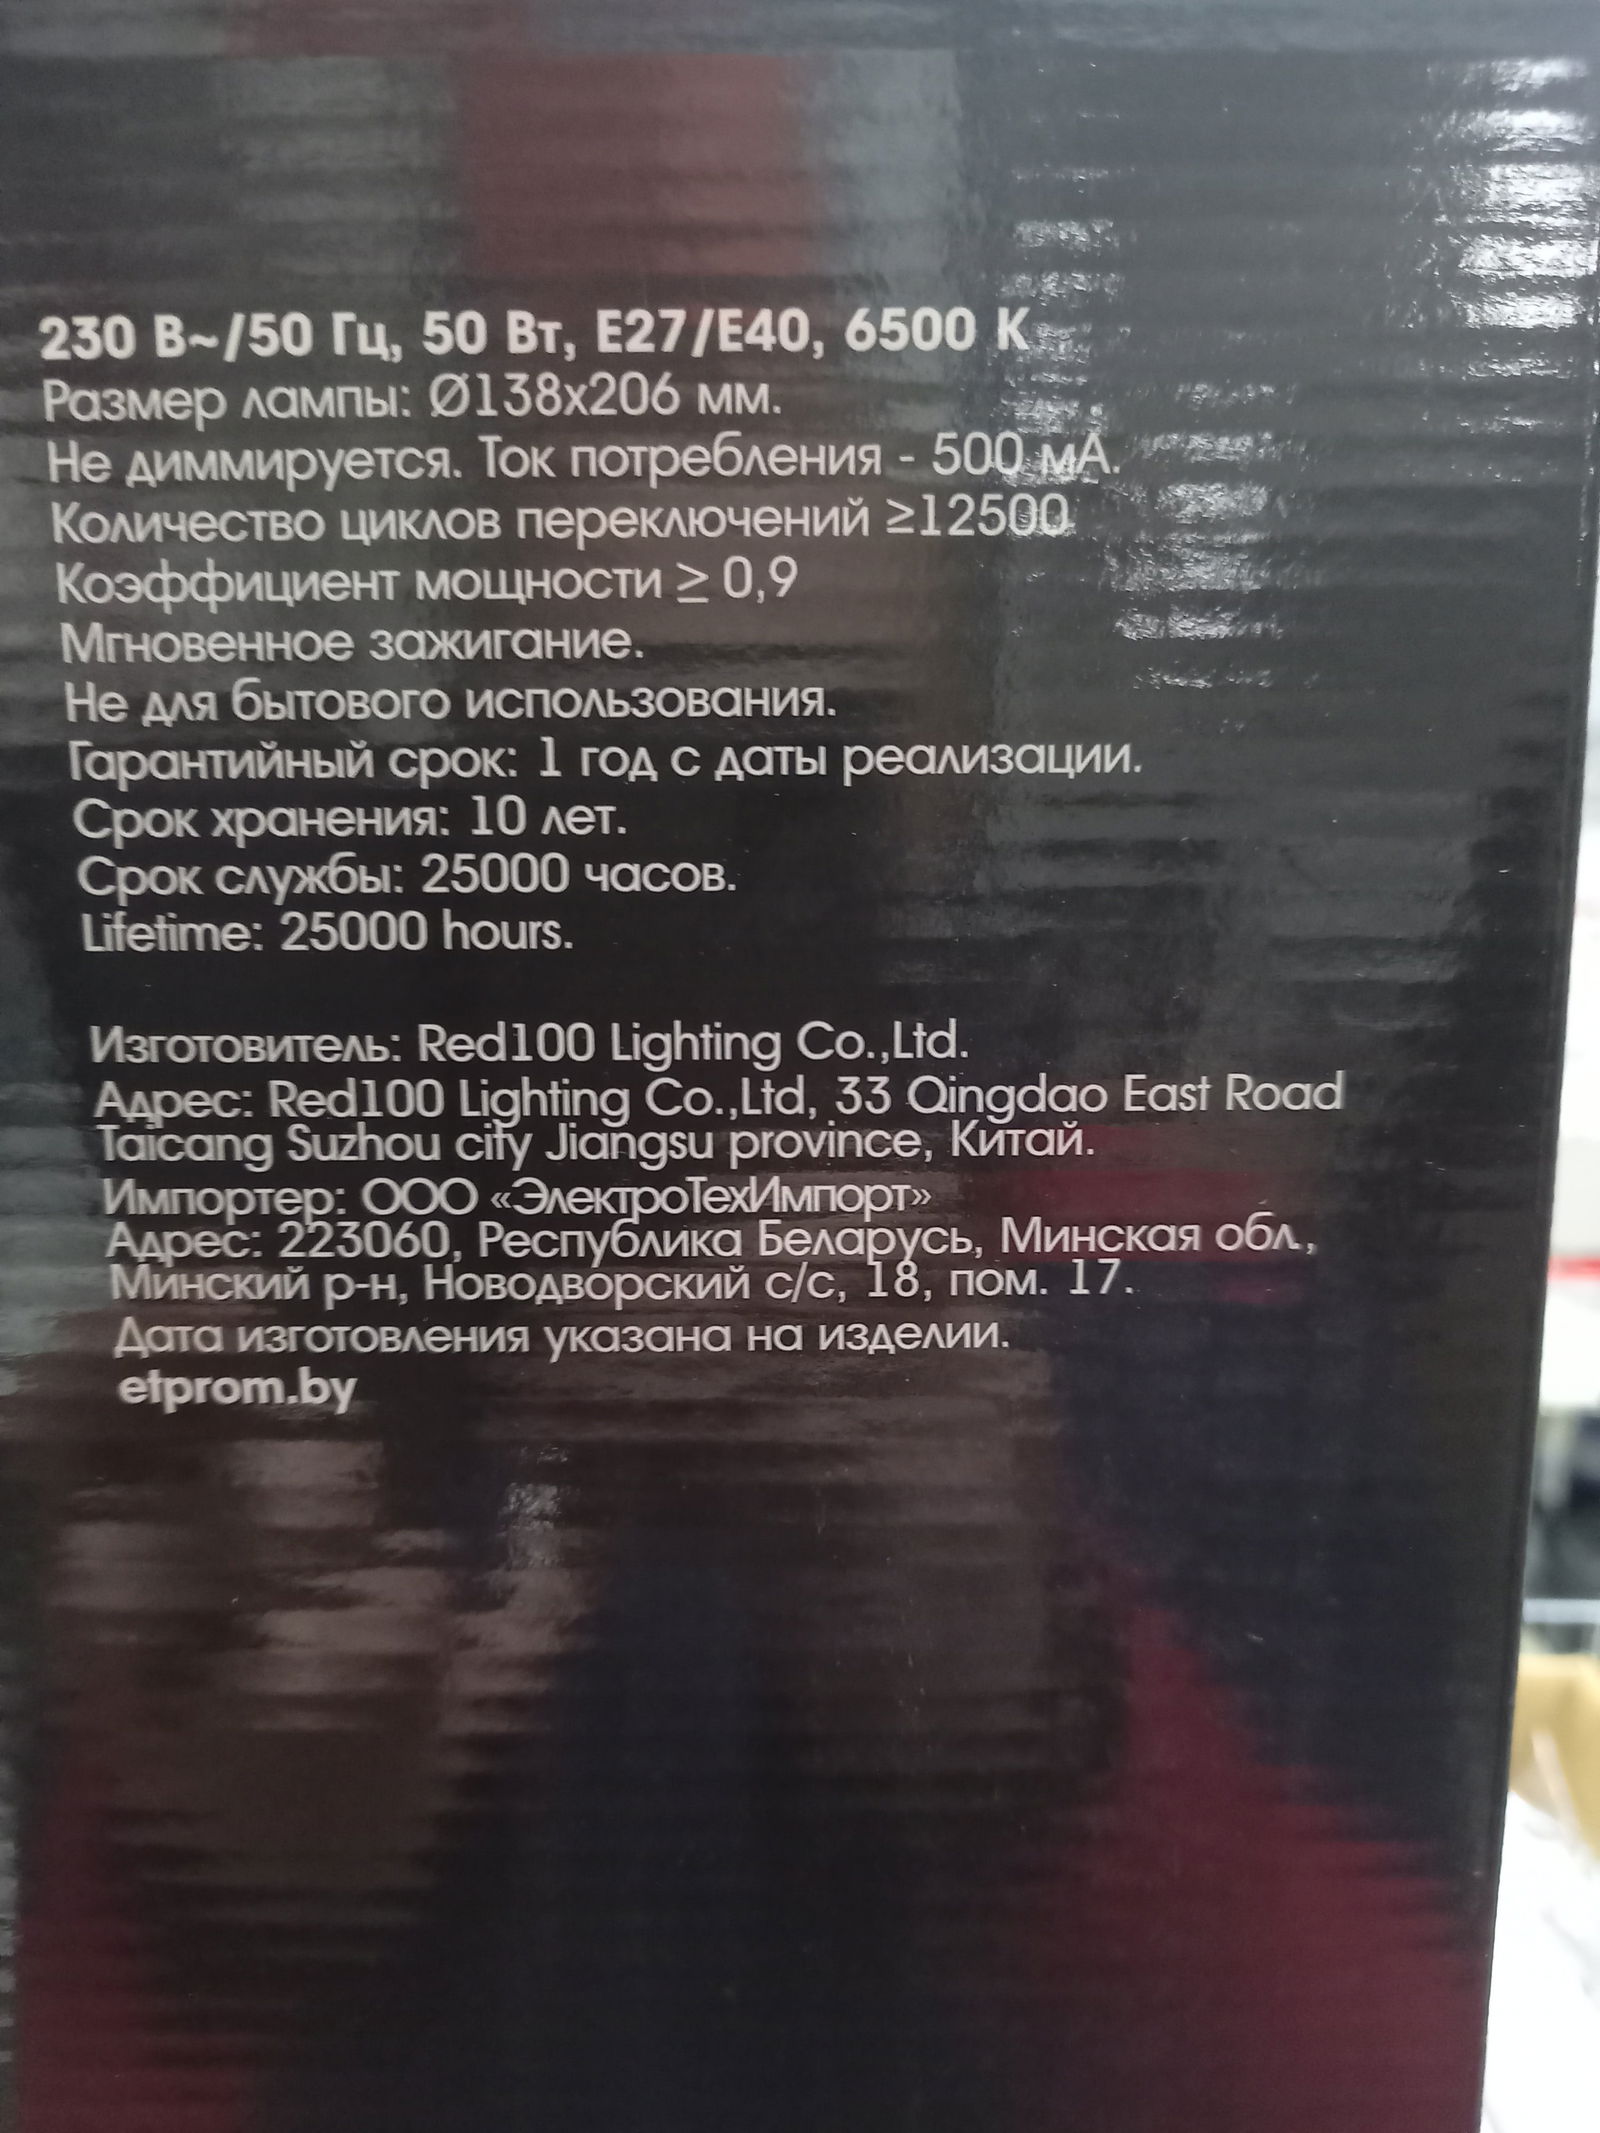 230 В~/50 Гц, 50 Вт, E27/E40, 6500 К
Размер лампы: Ø138x206 мм.
Не диммируется. Ток потребления - 500 мА.
Количество циклов переключений ≥12500
Коэффициент мощности ≥ 0,9
Мгновенное зажигание.
Не для бытового использования.
Гарантийный срок: 1 год с даты реализации.
Срок хранения: 10 лет.
Срок службы: 25000 часов.
Lifetime: 25000 hours.
Изготовитель: Red100 Lighting Co.,Ltd.
Адрес: Red100 Lighting Co.,Ltd, 33 Qingdao East Road
Taicang Suzhou city Jiangsu province, Китай.
Импортер: ООО «ЭлектроТехИмпорт»
Адрес: 223060, Республика Беларусь, Минская обл.,
Минский р-н, Новодворский с/с, 18, пом. 17.
Дата изготовления указана на изделии.
etprom.by